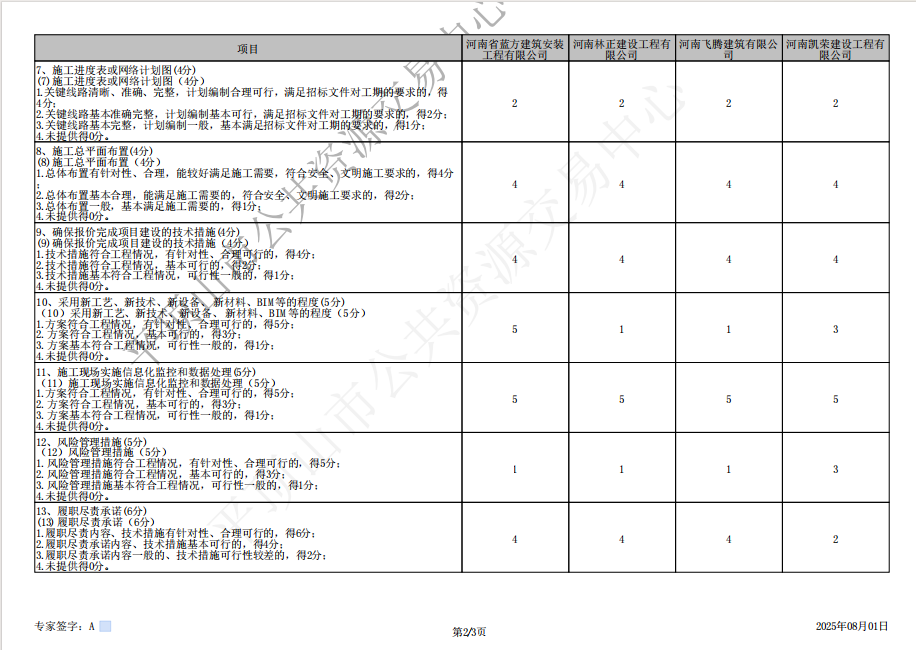 项目
河南省蓝方建筑安装
工程有限公司
河南林正建设工程有
限公司
河南飞腾建筑有限公
司
河南凯荣建设工程有
限公司
7、施工进度表或网络计划图(4分)
(7)施工进度表或网络计划图（4分）
1.关键线路清晰、准确、完整，计划编制合理可行，满足招标文件对工期的要求的，得
4分；
2.关键线路基本准确完整，计划编制基本可行，满足招标文件对工期的要求的，得2分；
3.关键线路基本完整，计划编制一般，基本满足招标文件对工期的要求的，得1分；
4.未提供得0分。
2
2
2
2
8、施工总平面布置(4分)
(8)施工总平面布置（4分）
1.总体布置有针对性、合理，能较好满足施工需要，符合安全、文明施工要求的，得4分
；
2.总体布置基本合理，能满足施工需要的，符合安全、文明施工要求的，得2分；
3.总体布置一般，基本满足施工需要的，得1分；
4.未提供得0分。
4
4
4
4
9、确保报价完成项目建设的技术措施(4分)
(9)确保报价完成项目建设的技术措施（4分）
1.技术措施符合工程情况，有针对性、合理可行的，得4分；
2.技术措施符合工程情况，基本可行的，得2分；
3.技术措施基本符合工程情况，可行性一般的，得1分；
4.未提供得0分。
4
4
4
4
10、采用新工艺、新技术、新设备、新材料、BIM等的程度(5分)
（10）采用新工艺、新技术、新设备、新材料、BIM等的程度（5分）
1.方案符合工程情况，有针对性、合理可行的，得5分；
2.方案符合工程情况，基本可行的，得3分；
3.方案基本符合工程情况，可行性一般的，得1分；
4.未提供得0分。
5
1
1
3
11、施工现场实施信息化监控和数据处理(5分)
（11）施工现场实施信息化监控和数据处理（5分）
1.方案符合工程情况，有针对性、合理可行的，得5分；
2.方案符合工程情况，基本可行的，得3分；
3.方案基本符合工程情况，可行性一般的，得1分；
4.未提供得0分。
5
5
5
5
12、风险管理措施(5分)
（12）风险管理措施（5分）
1.风险管理措施符合工程情况，有针对性、合理可行的，得5分；
2.风险管理措施符合工程情况，基本可行的，得3分；
3.风险管理措施基本符合工程情况，可行性一般的，得1分；
4.未提供得0分。
1
1
1
3
13、履职尽责承诺(6分)
(13)履职尽责承诺（6分）
1.履职尽责内容、技术措施有针对性、合理可行的，得6分；
2.履职尽责承诺内容、技术措施基本可行的，得4分；
3.履职尽责承诺内容一般的、技术措施可行性较差的，得2分；
4.未提供得0分。
4
4
4
2
平顶山市公共资源交易中心
平顶山市公共资源交易中心
专家签字：A
第2/3页
2025年08月01日